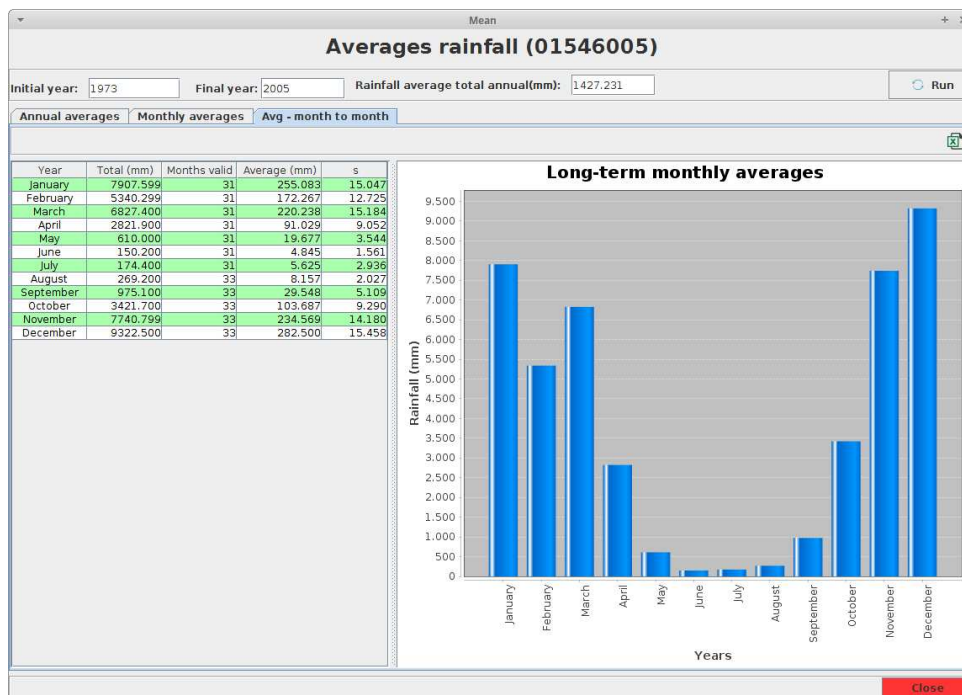 Mean
Averages rainfall (01546005)
Initial year: 1973 Final year: 2005 Rainfall average total annual(mm): 1427.231 Run
Annual averages Monthly averages Avg - month to month
Year Total (mm) Months valid Average (mm) s
January 7907.599 31 255.083 15.047
February 5340.299 31 172.267 12.725
March 6827.400 31 220.238 15.184
April 2821.900 31 91.029 9.052
May 610.000 31 19.677 3.544
June 150.200 31 4.845 1.561
July 174.400 31 5.625 2.936
August 269.200 33 8.157 2.027
September 975.100 33 29.548 5.109
October 3421.700 33 103.687 9.290
November 7740.799 33 234.569 14.180
December 9322.500 33 282.500 15.458
Long-term monthly averages
9.500
9.000
8.500
8.000
7.500
7.000
6.500
6.000
5.500
5.000
4.500
4.000
3.500
3.000
2.500
2.000
1.500
1.000
500
0
Rainfall (mm)
January February March April May June July August September October November December
Years
Close